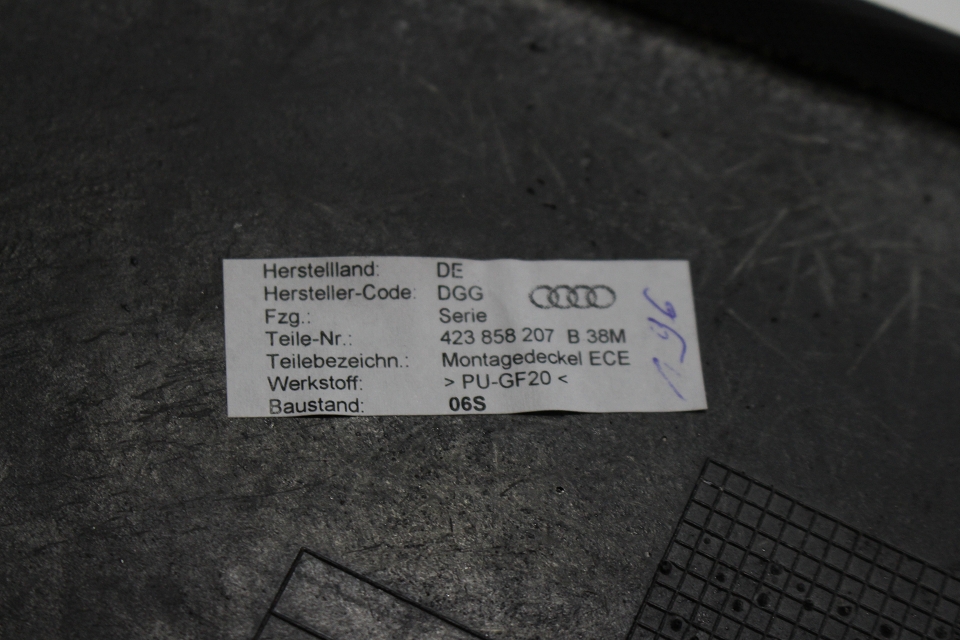 Herstellland: DE
Hersteller-Code: DGG
Fzg.: Serie
Teile-Nr.: 423 858 207 B 38M
Teilebezeichn.: Montagedeckel ECE
Werkstoff: > PU-GF20 <
Baustand: 06S